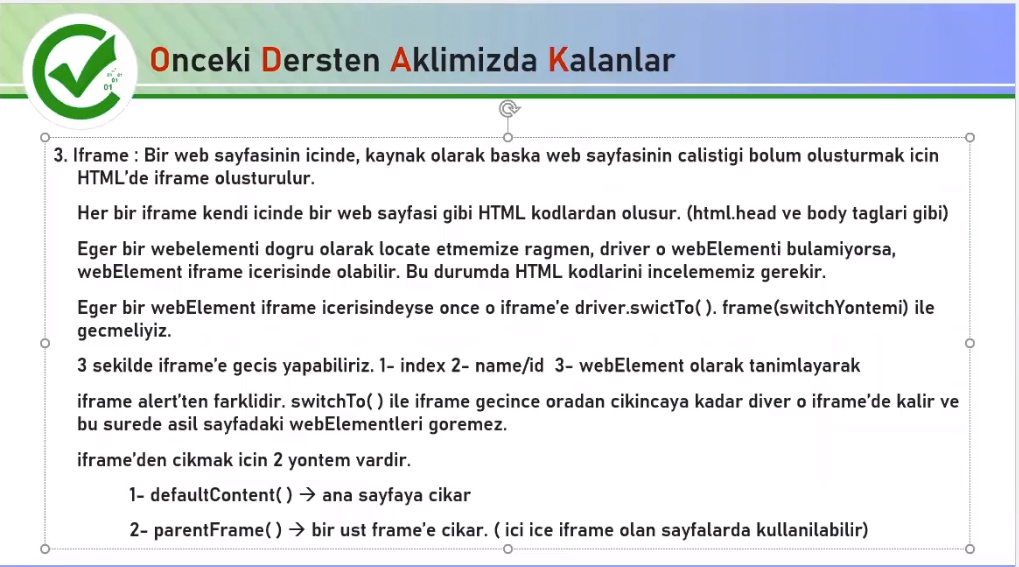 Onceki Dersten Aklimizda Kalanlar
01
01
01
01
3. Iframe : Bir web sayfasinin icinde, kaynak olarak baska web sayfasinin calistigi bolum olusturmak icin
HTML'de iframe olusturulur.
Her bir iframe kendi icinde bir web sayfasi gibi HTML kodlardan olusur. (html.head ve body taglari gibi)
Eger bir webelementi dogru olarak locate etmemize ragmen, driver o webElementi bulamiyorsa,
webElement iframe icerisinde olabilir. Bu durumda HTML kodlarini incelememiz gerekir.
Eger bir webElement iframe icerisindeyse once o iframe'e driver.swictTo( ). frame(switchYontemi) ile
gecmeliyiz.
3 sekilde iframe'e gecis yapabiliriz. 1- index 2- name/id 3- webElement olarak tanimlayarak
iframe alert'ten farklidir. switchTo( ) ile iframe gecince oradan cikincaya kadar diver o iframe'de kalir ve
bu surede asil sayfadaki webElementleri goremez.
iframe'den cikmak icin 2 yontem vardir.
1- defaultContent( ) → ana sayfaya cikar
2- parentFrame( ) → bir ust frame'e cikar. ( ici ice iframe olan sayfalarda kullanilabilir)